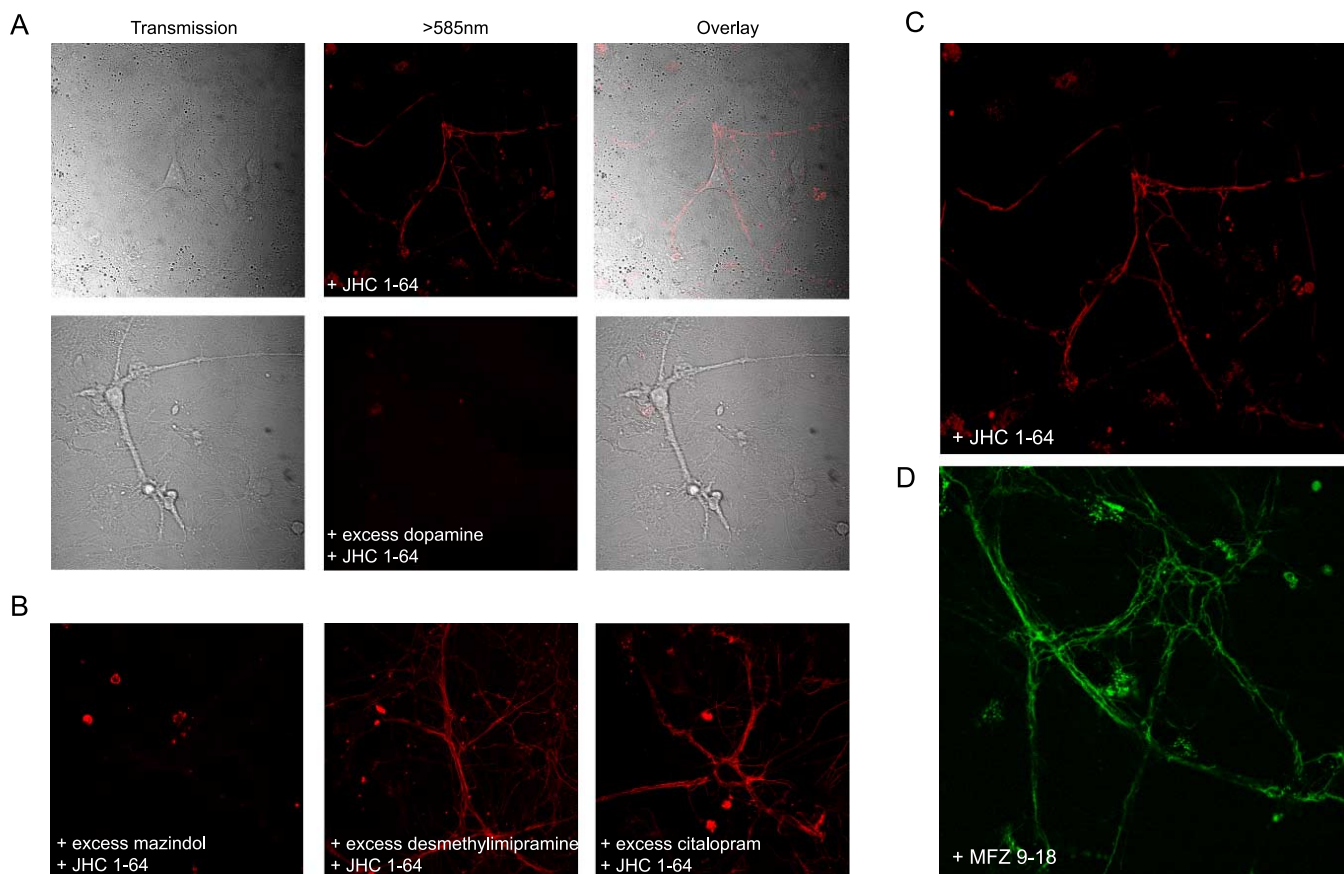 A
Transmission
>585nm
Overlay
+ JHC 1-64
+ excess dopamine
+ JHC 1-64
B
+ excess mazindol
+ JHC 1-64
+ excess desmethylimipramine
+ JHC 1-64
+ excess citalopram
+ JHC 1-64
C
+ JHC 1-64
D
+ MFZ 9-18